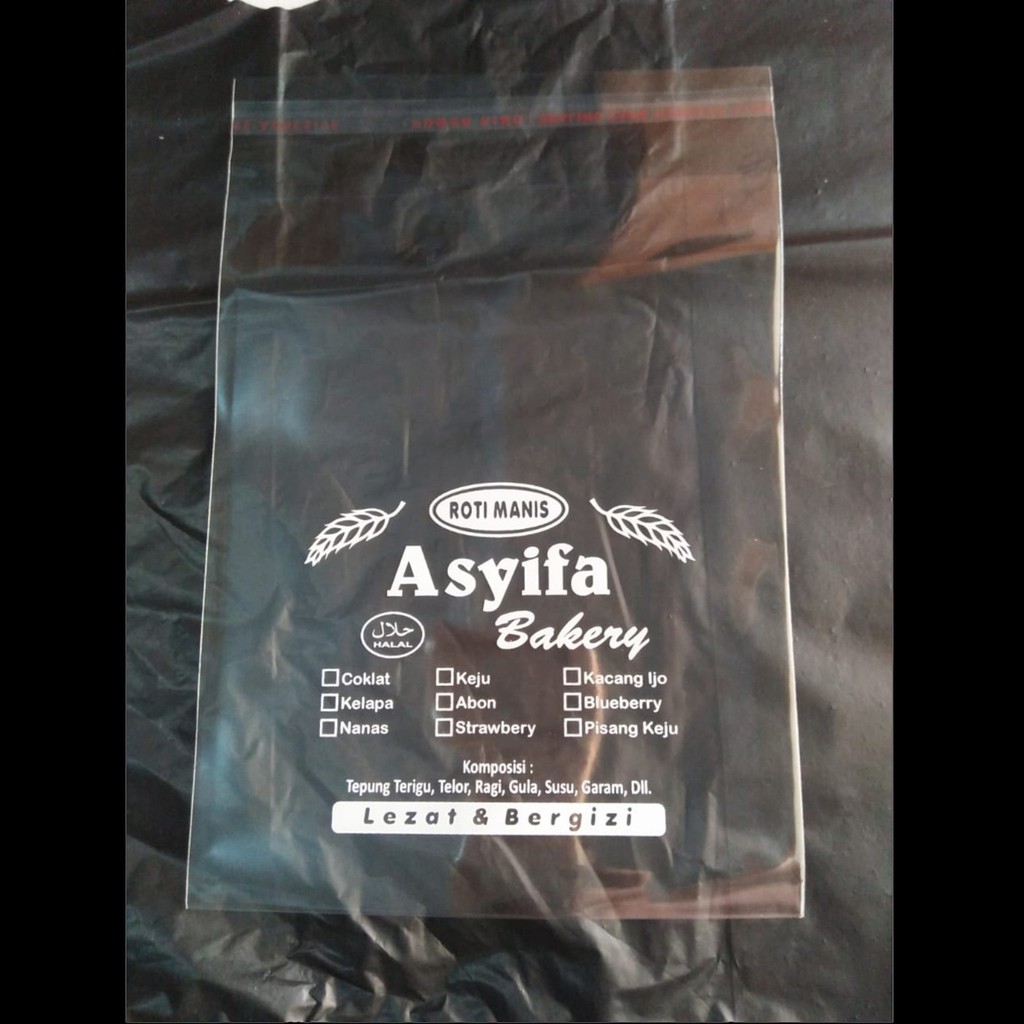 ROTI MANIS
Asyifa
Bakery
حلال
HALAL
Coklat Keju Kacang Ijo
Kelapa Abon Blueberry
Nanas Strawbery Pisang Keju
Komposisi :
Tepung Terigu, Telor, Ragi, Gula, Susu, Garam, Dll.
Lezat & Bergizi